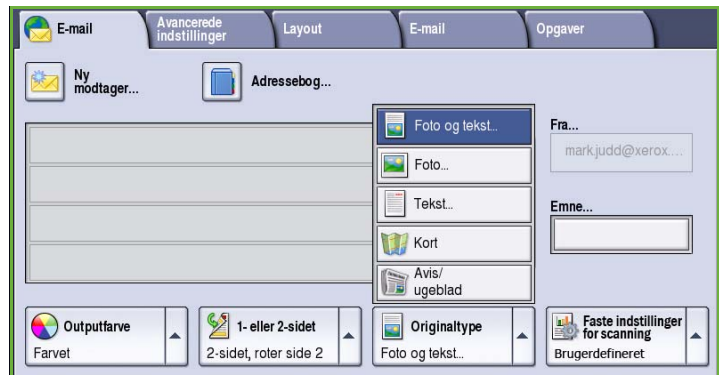 E-mail
Avancerede
indstillinger
Layout
E-mail
Opgaver
Ny
modtager...
Adressebog...
Foto og tekst...
Foto...
Tekst...
Kort
Avis/
ugeblad
Fra...
mark.judd@xerox....
Emne...
Outputfarve
Farvet
1- eller 2-sidet
2-sidet, roter side 2
Originaltype
Foto og tekst...
Faste indstillinger
for scanning
Brugerdefineret